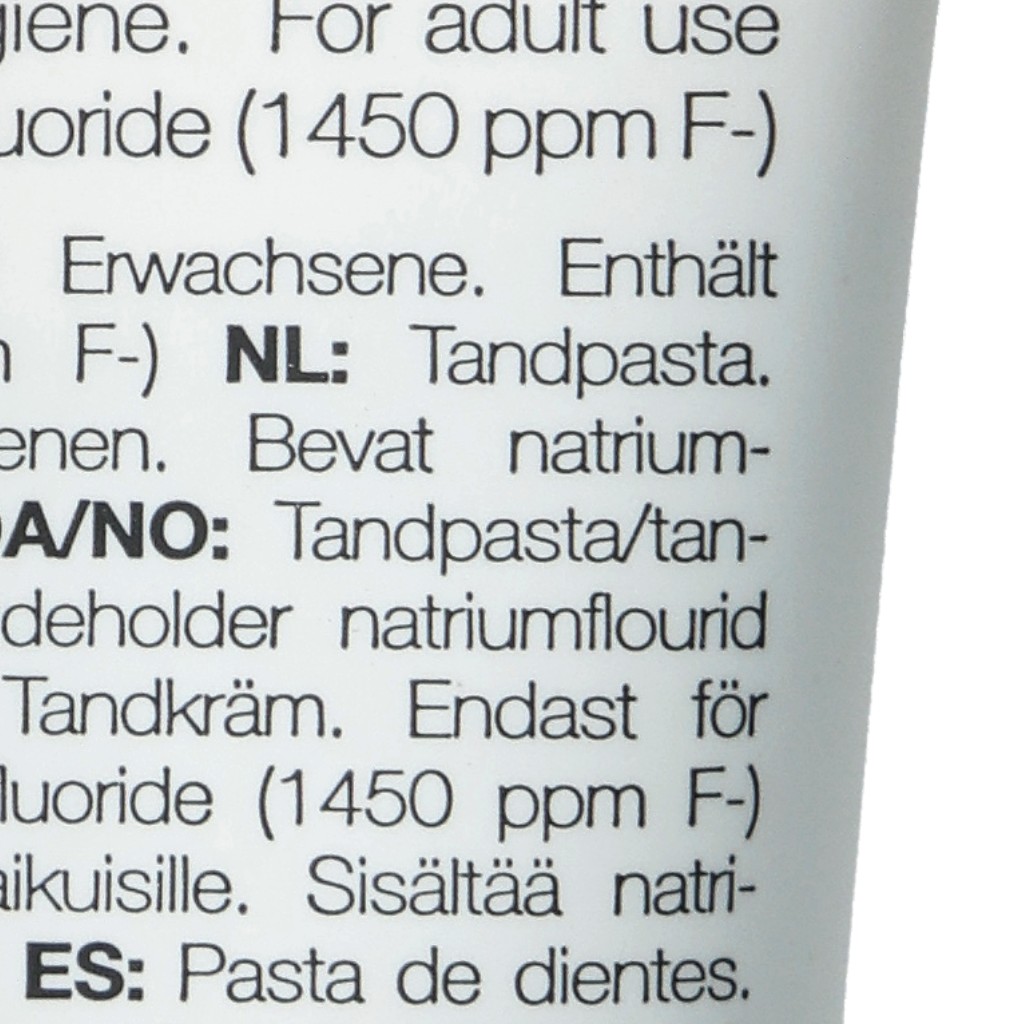 giene. For adult use
uoride (1450 ppm F-)
Erwachsene. Enthält
F-) NL: Tandpasta.
enen. Bevat natrium-
DA/NO: Tandpasta/tan-
deholder natriumflourid
Tandkräm. Endast för
luoride (1450 ppm F-)
aikuisille. Sisältää natri-
ES: Pasta de dientes.